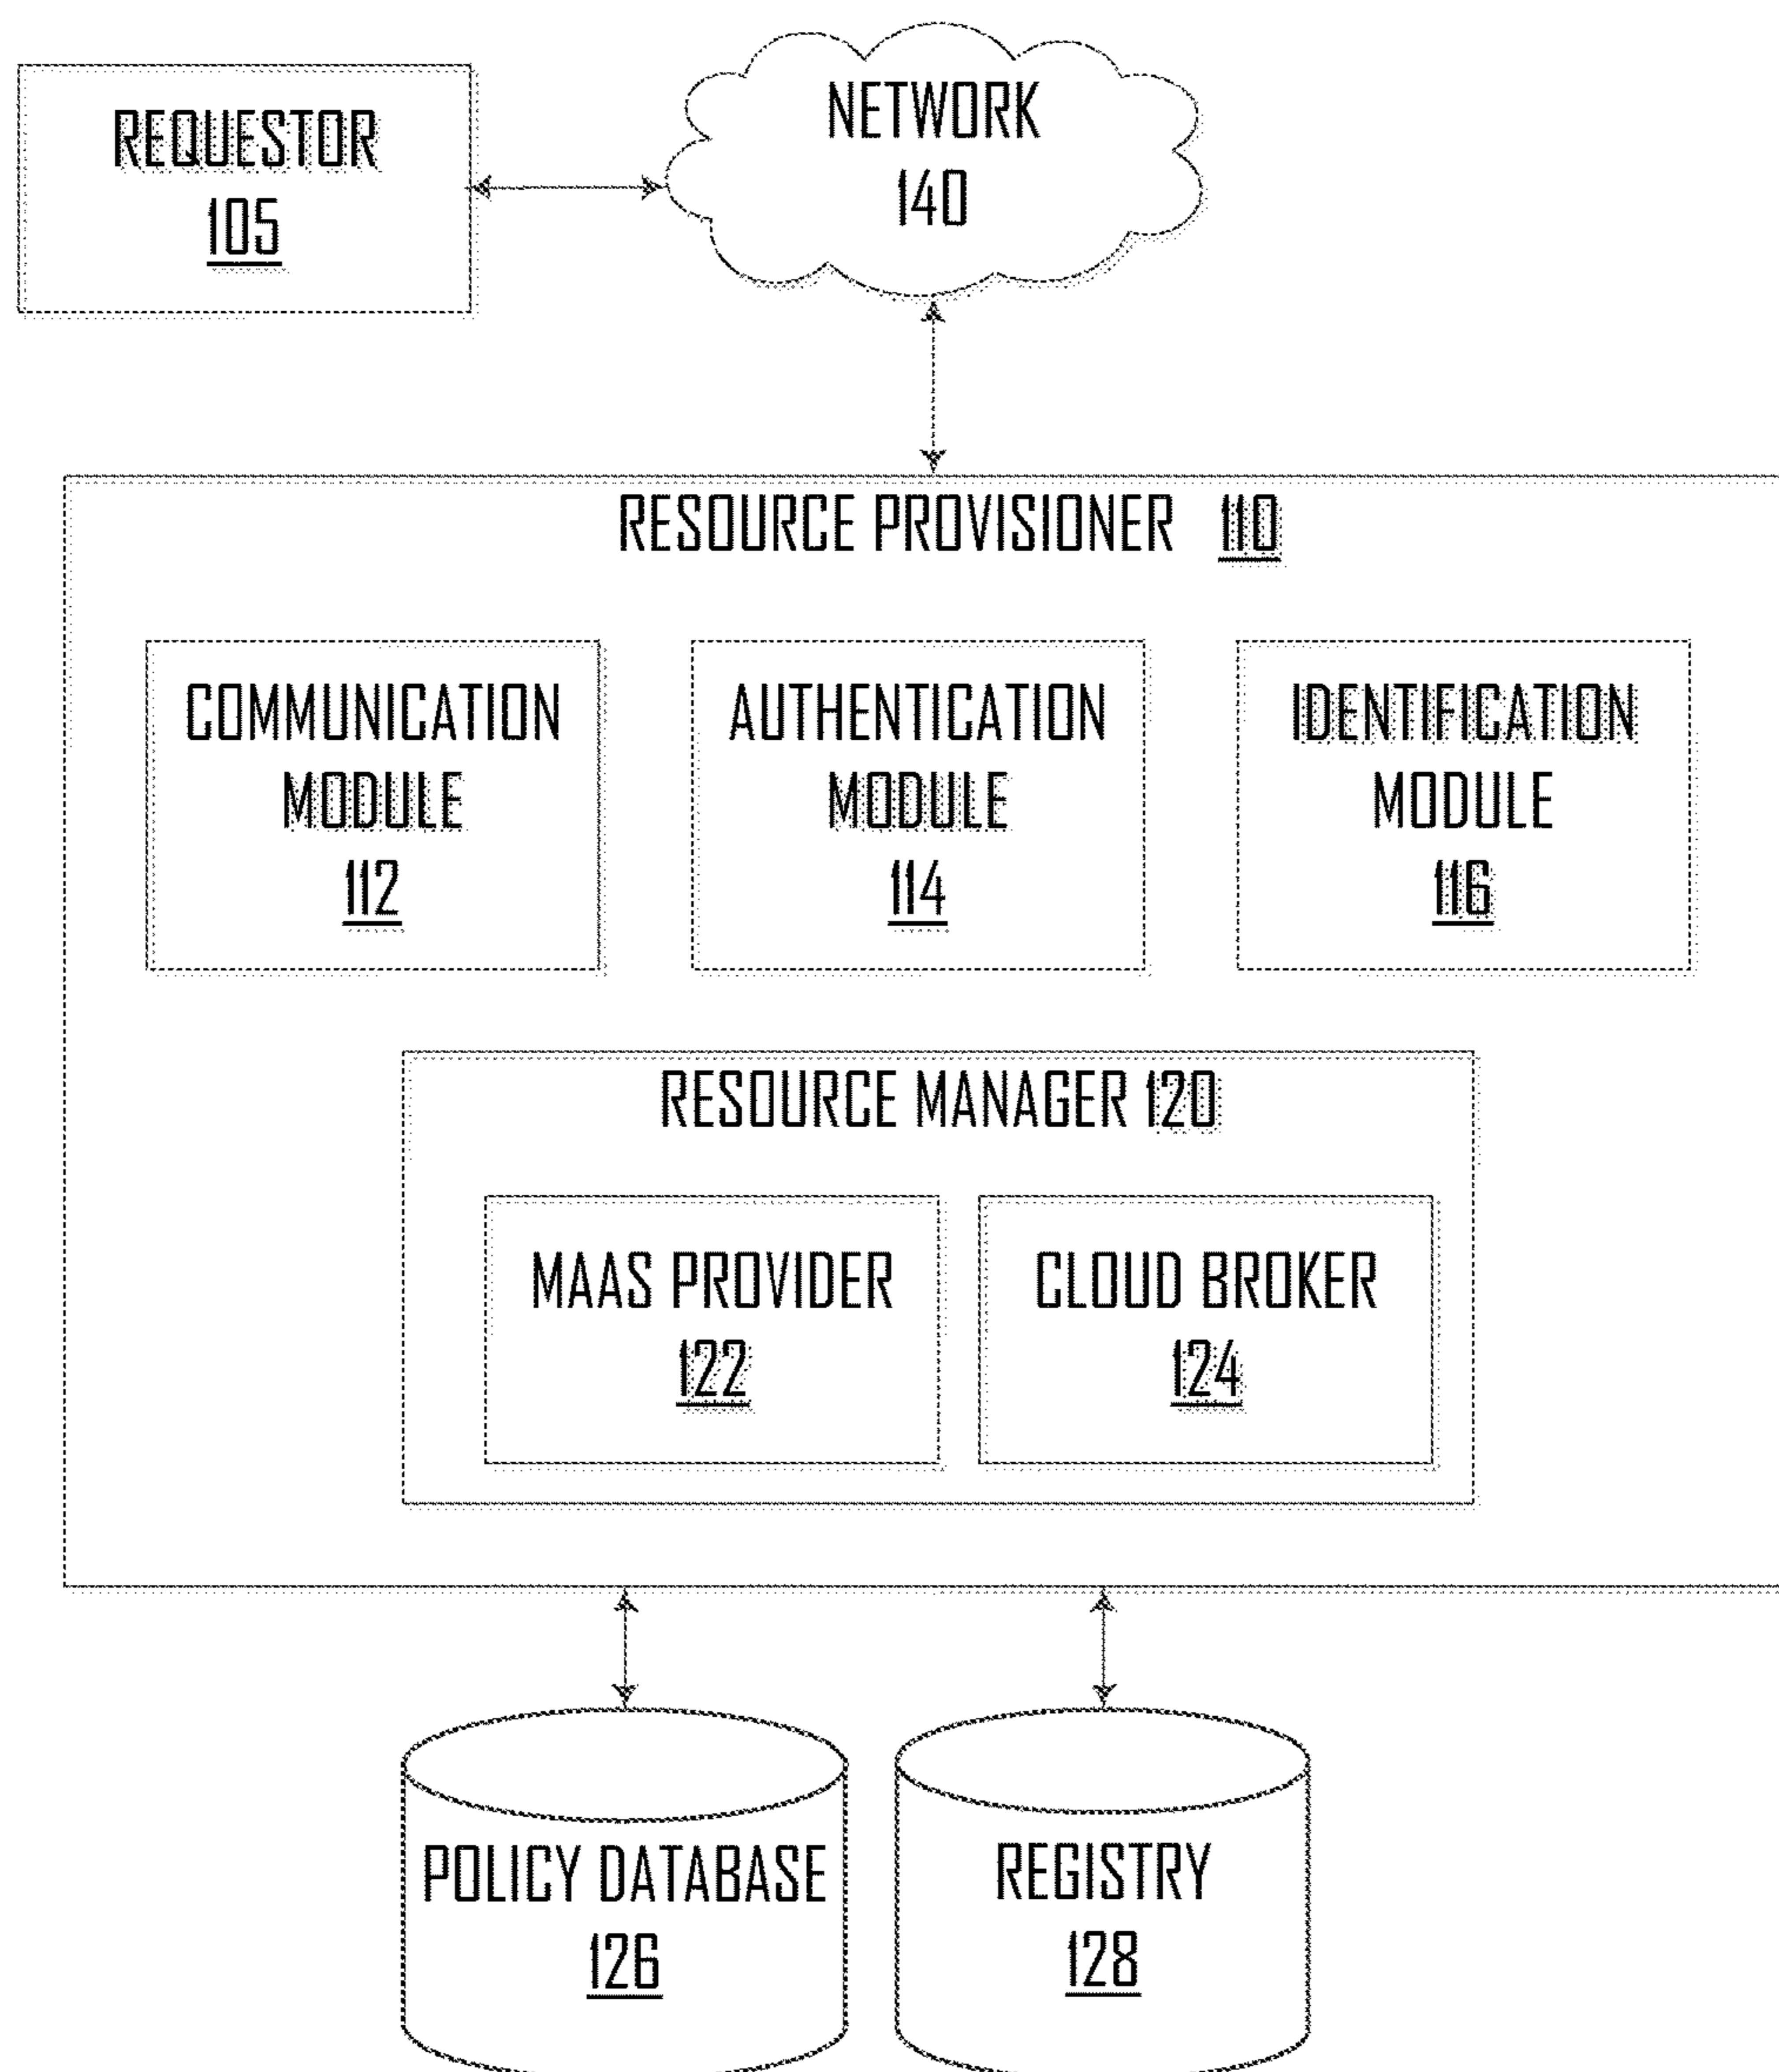 REQUESTOR
105
NETWORK
140
RESOURCE PROVISIONER 110
COMMUNICATION
MODULE
112
AUTHENTICATION
MODULE
114
IDENTIFICATION
MODULE
116
RESOURCE MANAGER 120
MAAS PROVIDER
122
CLOUD BROKER
124
POLICY DATABASE
126
REGISTRY
128